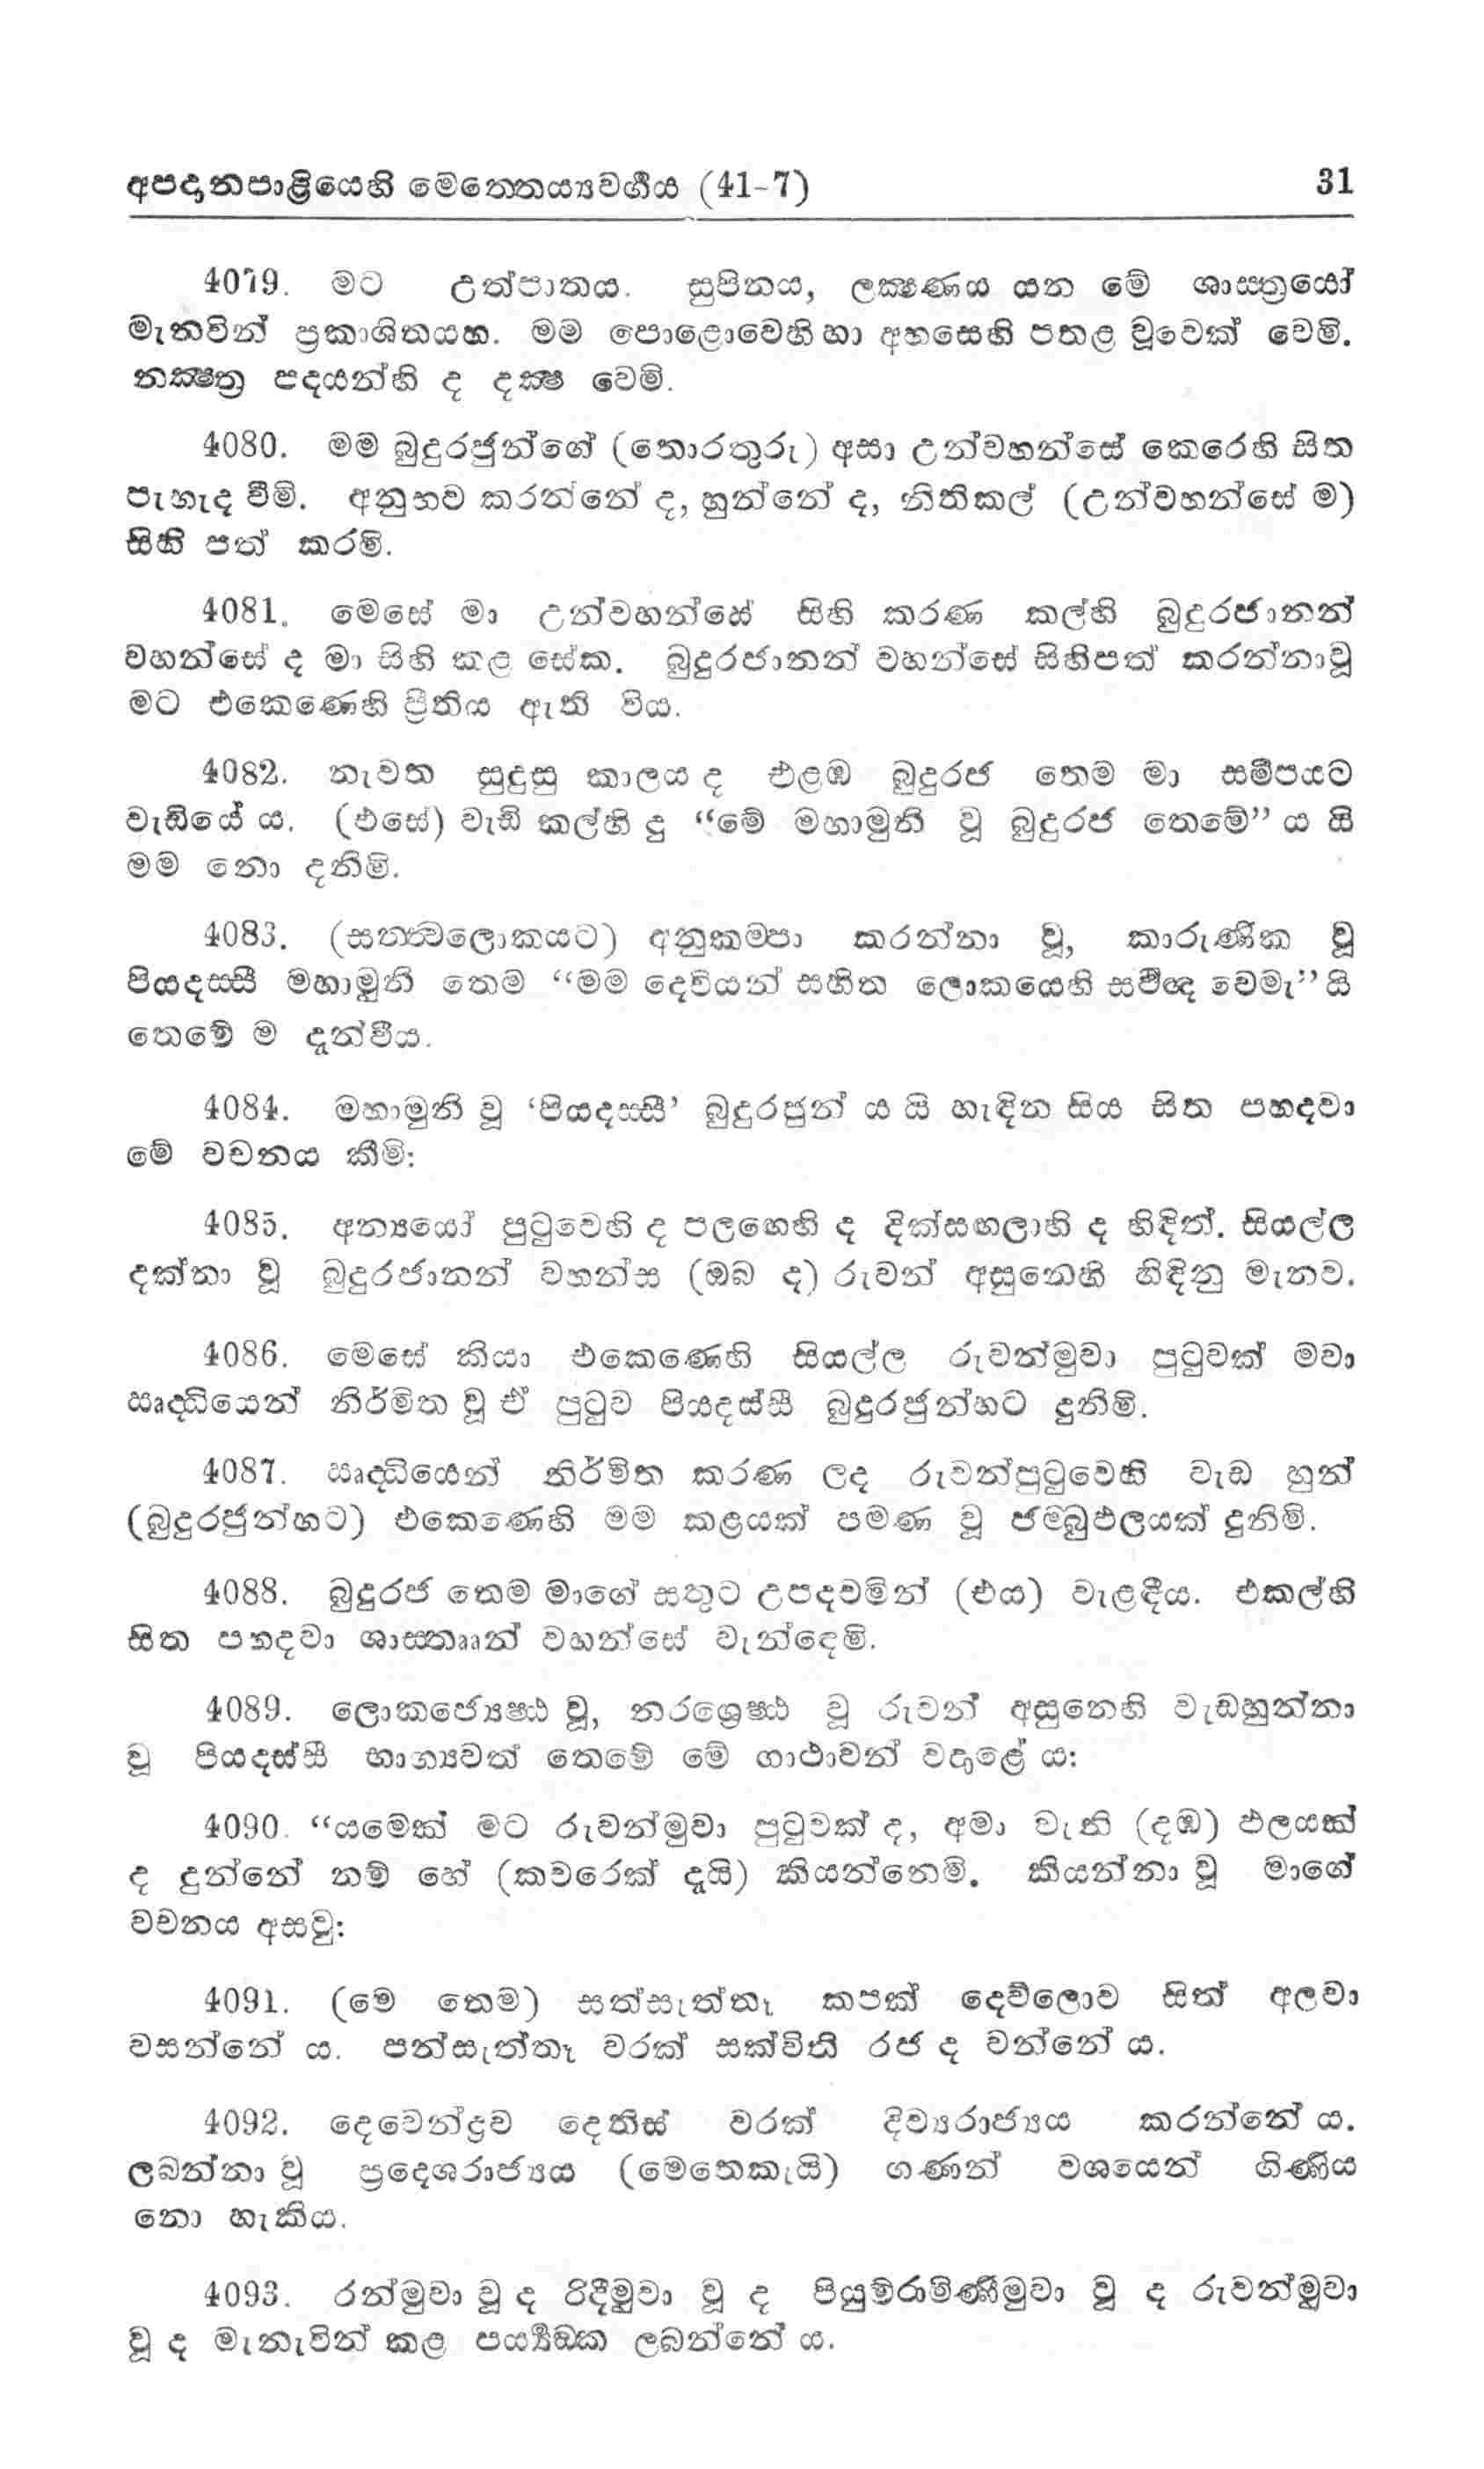 අපදානපාළියෙහි මෙත්තෙය්‍යවර්‍ගය (41-7) 31
4079. මට උත්පාතය. සුපිනය, ලක්‍ෂණය යන මේ ශාස්ත්‍රයෝ
මැනවින් ප්‍රකාශිතයහ. මම පොළොවෙහි හා අහසෙහි පතළ වූවෙක් වෙමි.
නක්‍ෂත්‍ර පදයන්හි ද දක්‍ෂ වෙමි.
4080. මම බුදුරජුන්ගේ (තොරතුරු) අසා උන්වහන්සේ කෙරෙහි සිත
පැහැද වීමි. අනුභව කරන්නේ ද, හුන්නේ ද, නිතිකල් (උන්වහන්සේ ම)
සිහි පත් කරමි.
4081. මෙසේ මා උන්වහන්සේ සිහි කරණ කල්හි බුදුරජානන්
වහන්සේ ද මා සිහි කළ සේක. බුදුරජානන් වහන්සේ සිහිපත් කරන්නාවූ
මට එකෙණෙහි ප්‍රීතිය ඇති විය.
4082. නැවත සුදුසු කාලය ද එළඹ බුදුරජ තෙම මා සමීපයට
වැඩියේ ය. (එසේ) වැඩි කල්හි දු “මේ මහාමුනි වූ බුදුරජ තෙමේ” ය යි
මම නො දනිමි.
4083. (සත්ත්‍වලොකයට) අනුකම්පා කරන්නා වූ, කාරුණික වූ
පියදස්සී මහාමුනි තෙම “මම දෙවියන් සහිත ලොකයෙහි සර්‍වඥ වෙමැ” යි
තෙමේ ම දැන්වීය.
4084. මහාමුනි වූ ‘පියදස්සී’ බුදුරජුන් ය යි හැඳින සිය සිත පහදවා
මේ වචනය කීමි:
4085. අන්‍යයෝ පුටුවෙහි ද පලඟෙහි ද දික්සඟලාහි ද හිඳිත්. සියල්ල
දක්නා වූ බුදුරජානන් වහන්ස (ඔබ ද) රුවන් අසුනෙහි හිඳිනු මැනව.
4086. මෙසේ කියා එකෙණෙහි සියල්ල රුවන්මුවා පුටුවක් මවා
ඍද්ධියෙන් නිර්මිත වූ ඒ පුටුව පියදස්සී බුදුරජුන්හට දුනිමි.
4087. ඍද්ධියෙන් නිර්මිත කරණ ලද රුවන්පුටුවෙහි වැඩ හුන්
(බුදුරජුන්හට) එකෙණෙහි මම කළයක් පමණ වූ ජම්බුඵලයක් දුනිමි.
4088. බුදුරජ තෙම මාගේ සතුට උපදවමින් (එය) වැළඳීය. එකල්හි
සිත පහදවා ශාස්තෲන් වහන්සේ වැන්දෙමි.
4089. ලොකජ්‍යෙෂ්ඨ වූ, නරශ්‍රෙෂ්ඨ වූ රුවන් අසුනෙහි වැඩහුන්නා
වූ පියදස්සී භාග්‍යවත් තෙමේ මේ ගාථාවන් වදාළේ ය:
4090. “යමෙක් මට රුවන්මුවා පුටුවක් ද, අමා වැනි (දඹ) ඵලයක්
ද දුන්නේ නම් හේ (කවරෙක් දැයි) කියන්නෙමි. කියන්නා වූ මාගේ
වචනය අසවු:
4091. (මෙ තෙම) සත්සැත්තෑ කපක් දෙව්ලොව සිත් අලවා
වසන්නේ ය. පන්සැත්තෑ වරක් සක්විති රජ ද වන්නේ ය.
4092. දෙවෙන්ද්‍රව දෙතිස් වරක් දිව්‍යරාජ්‍යය කරන්නේ ය.
ලබන්නා වූ ප්‍රදෙශරාජ්‍යය (මෙතෙකැයි) ගණන් වශයෙන් ගිණිය
නො හැකිය.
4093. රන්මුවා වූ ද රිදීමුවා වූ ද පියුම්රාමිණිමුවා වූ ද රුවන්මුවා
වූ ද මැනැවින් කළ පර්‍ය්‍යඞ්ක ලබන්නේ ය.